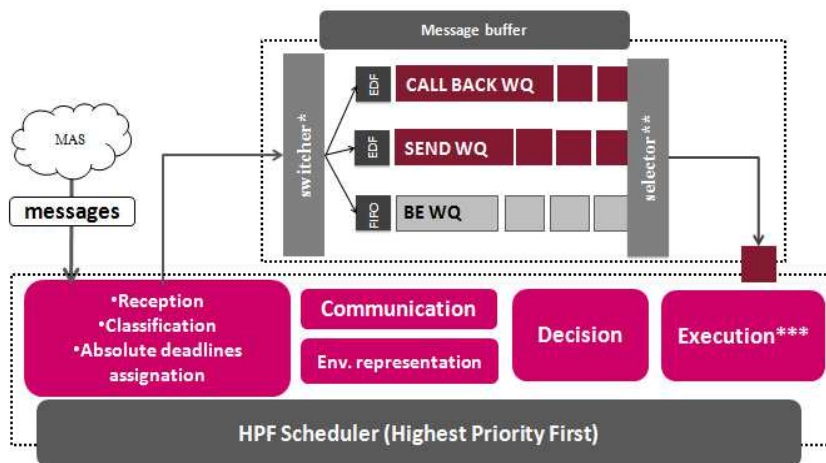 Message buffer
MAS
messages
switcher*
EDF
CALL BACK WQ
EDF
SEND WQ
FIFO
BE WQ
selector**
•Reception
•Classification
•Absolute deadlines
assignation
Communication
Env. representation
Decision
Execution***
HPF Scheduler (Highest Priority First)